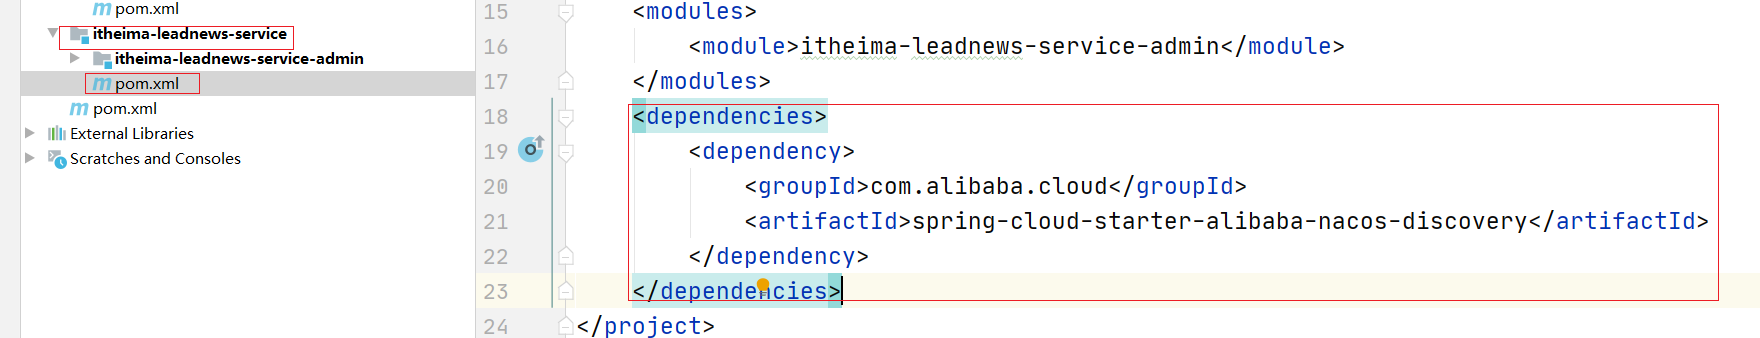 pom.xml
itheima-leadnews-service
itheima-leadnews-service-admin
pom.xml
pom.xml
External Libraries
Scratches and Consoles
15 <modules>
16 <module>itheima-leadnews-service-admin</module>
17 </modules>
18 <dependencies>
19 <dependency>
20 <groupId>com.alibaba.cloud</groupId>
21 <artifactId>spring-cloud-starter-alibaba-nacos-discovery</artifactId>
22 </dependency>
23 </dependencies>
24 </project>